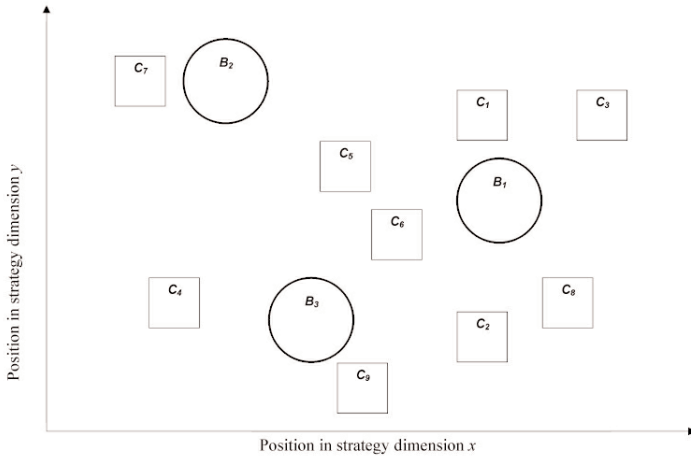 B2
C7
C1
C3
C5
B1
C6
C4
B3
C8
C2
C9
Position in strategy dimension y
Position in strategy dimension x